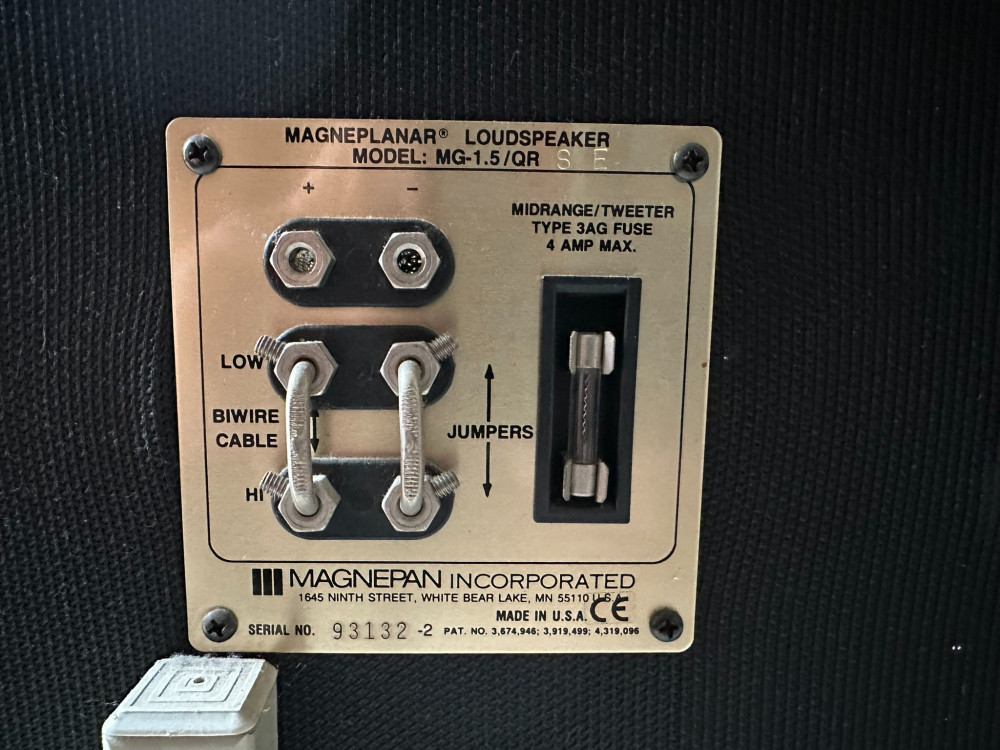 MAGNEPLANAR® LOUDSPEAKER
MODEL: MG-1.5/QR S E
+ −
MIDRANGE/TWEETER
TYPE 3AG FUSE
4 AMP MAX.
LOW
BIWIRE
CABLE
JUMPERS
HI
MAGNEPAN INCORPORATED
1645 NINTH STREET, WHITE BEAR LAKE, MN 55110 U.S.A.
MADE IN U.S.A. CE
SERIAL NO. 93132 -2 PAT. NO. 3,674,946; 3,919,499; 4,319,096